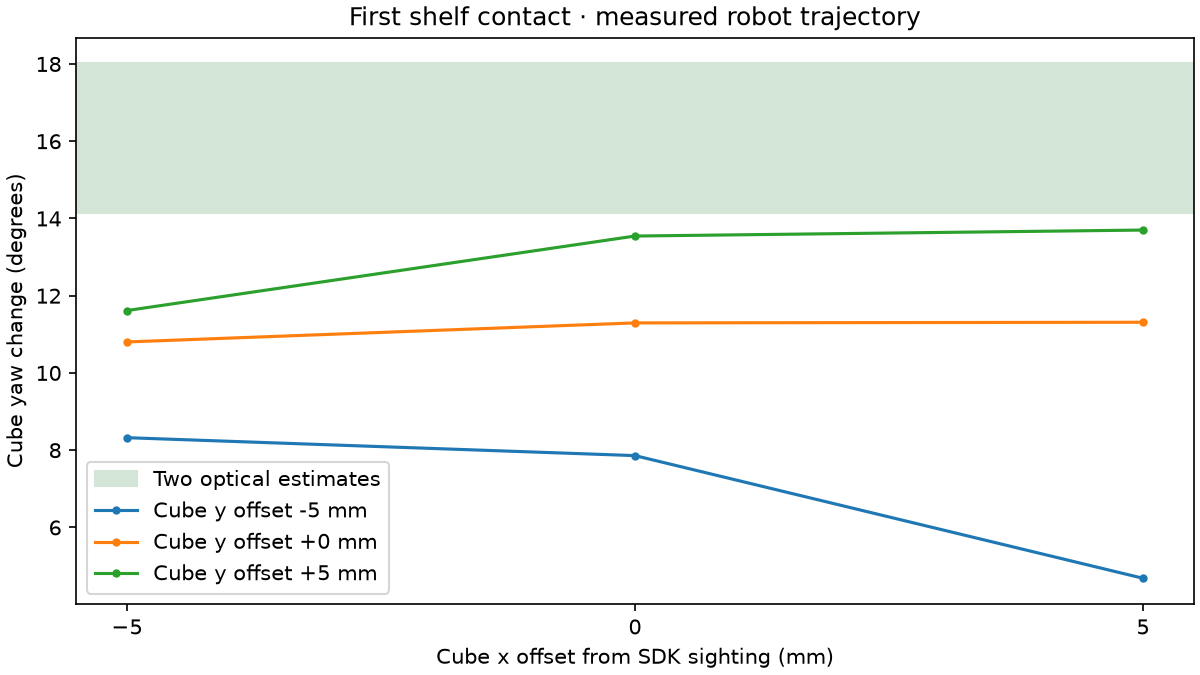 First shelf contact · measured robot trajectory
Cube yaw change (degrees)
18
16
14
12
10
8
6
Two optical estimates
Cube y offset -5 mm
Cube y offset +0 mm
Cube y offset +5 mm
−5
0
5
Cube x offset from SDK sighting (mm)